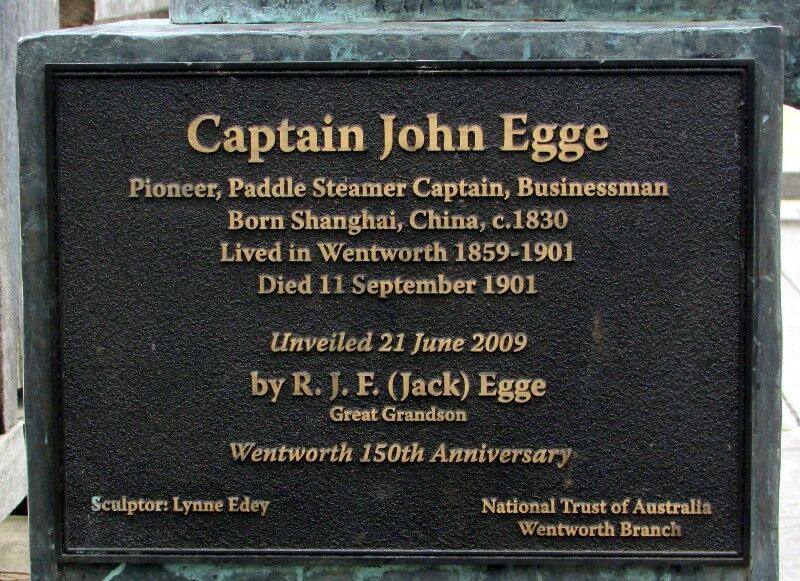 Captain John Egge
Pioneer, Paddle Steamer Captain, Businessman
Born Shanghai, China, c.1830
Lived in Wentworth 1859-1901
Died 11 September 1901
Unveiled 21 June 2009
by R. J. F. (Jack) Egge
Great Grandson
Wentworth 150th Anniversary
Sculptor: Lynne Edey
National Trust of Australia
Wentworth Branch